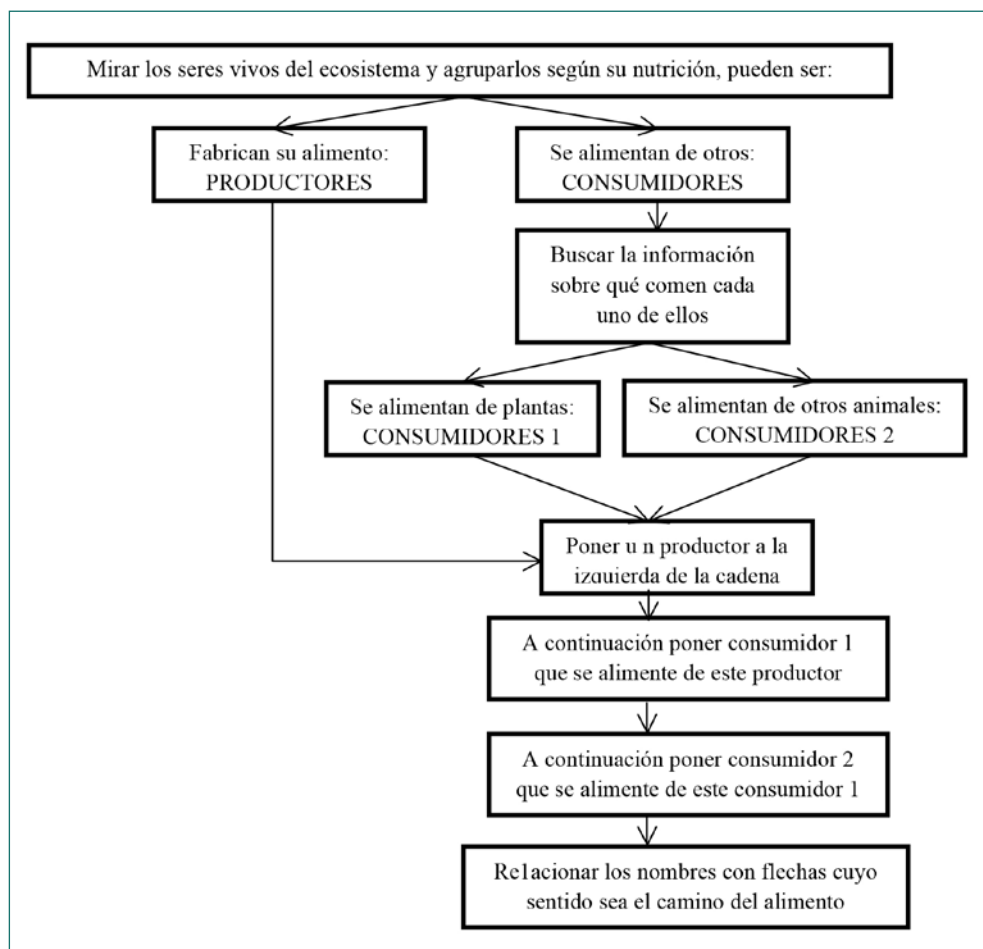 Mirar los seres vivos del ecosistema y agruparlos según su nutrición, pueden ser:
Fabrican su alimento:
PRODUCTORES
Se alimentan de otros:
CONSUMIDORES
Buscar la información
sobre qué comen cada
uno de ellos
Se alimentan de plantas:
CONSUMIDORES 1
Se alimentan de otros animales:
CONSUMIDORES 2
Poner u n productor a la
izquierda de la cadena
A continuación poner consumidor 1
que se alimente de este productor
A continuación poner consumidor 2
que se alimente de este consumidor 1
Relacionar los nombres con flechas cuyo
sentido sea el camino del alimento